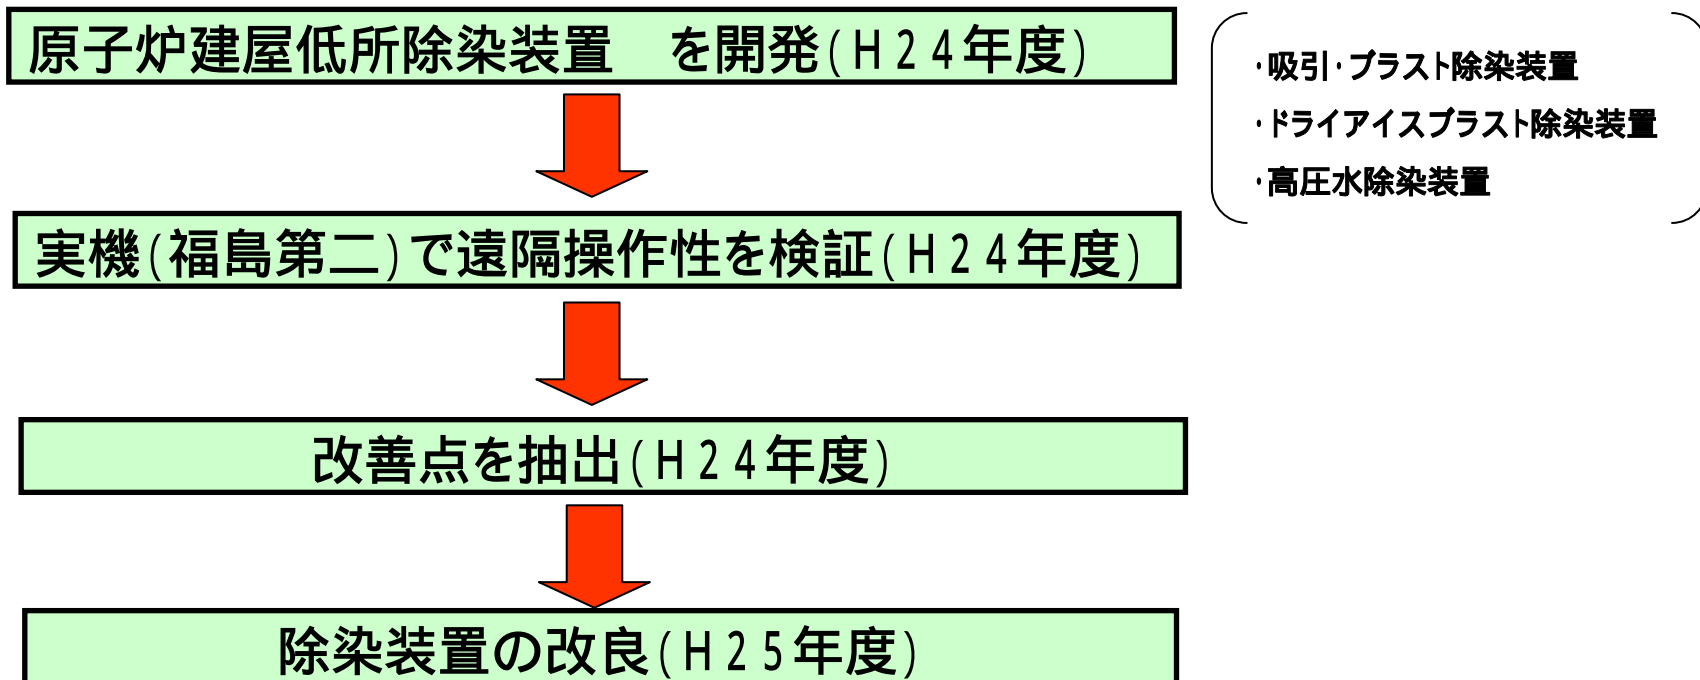 原子炉建屋低所除染装置　を開発(H24年度)
・吸引・ブラスト除染装置
・ドライアイスブラスト除染装置
・高圧水除染装置
実機(福島第二)で遠隔操作性を検証(H24年度)
改善点を抽出(H24年度)
除染装置の改良(H25年度)